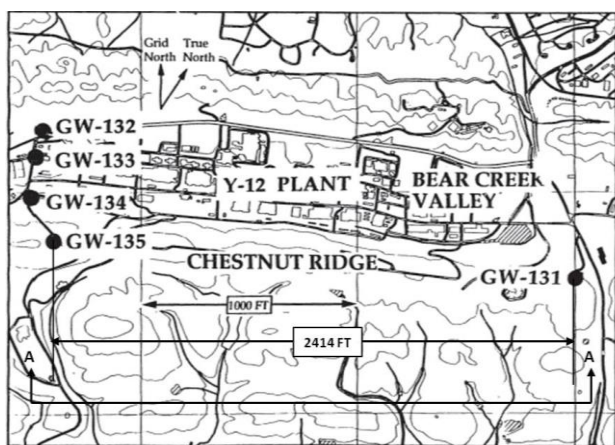 Grid North
True North
GW-132
GW-133
GW-134
GW-135
Y-12 PLANT
BEAR CREEK
VALLEY
CHESTNUT RIDGE
GW-131
1000 FT
2414 FT
A
A